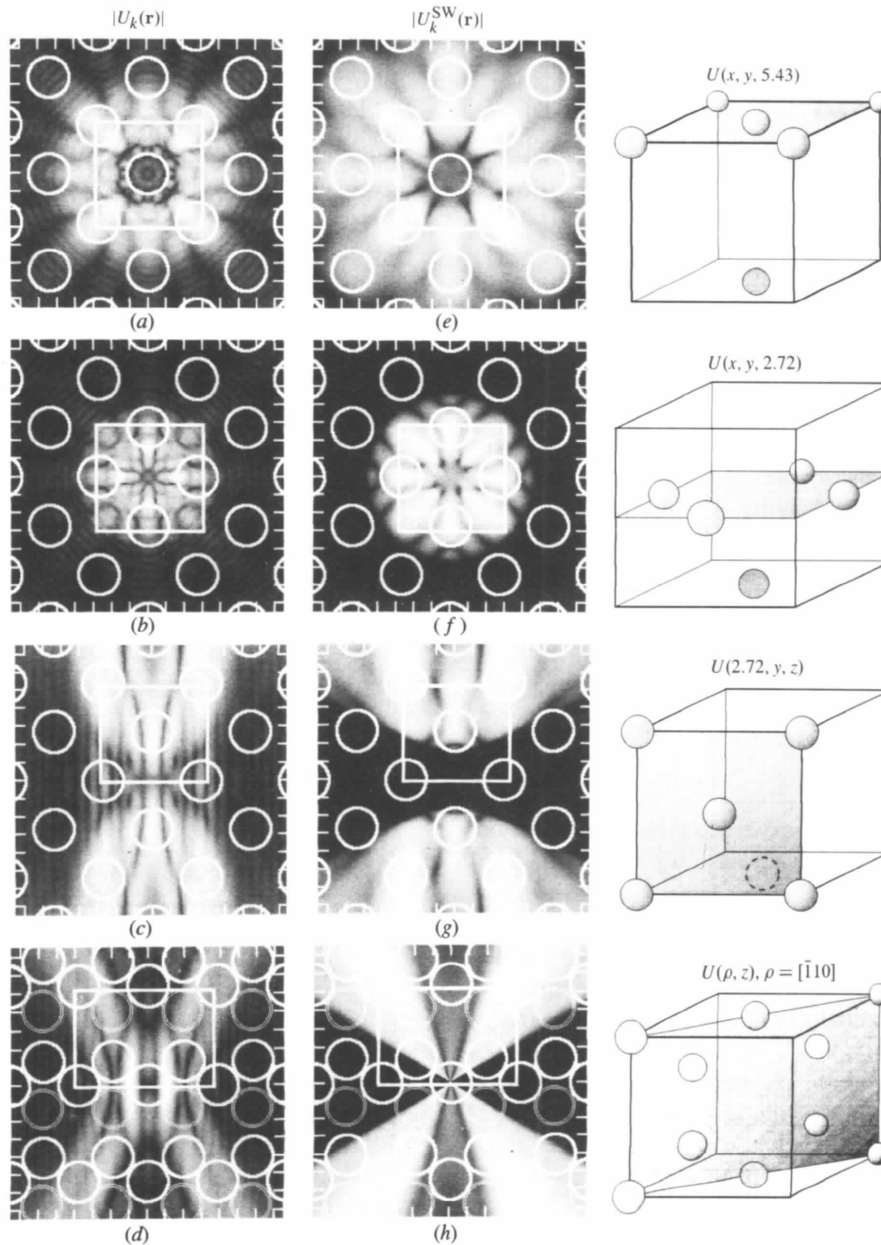 |U_k(r)|
|U_k^SW(r)|
U(x, y, 5.43)
(a)
(e)
U(x, y, 2.72)
(b)
(f)
U(2.72, y, z)
(c)
(g)
U(ρ, z), ρ = [1̄10]
(d)
(h)